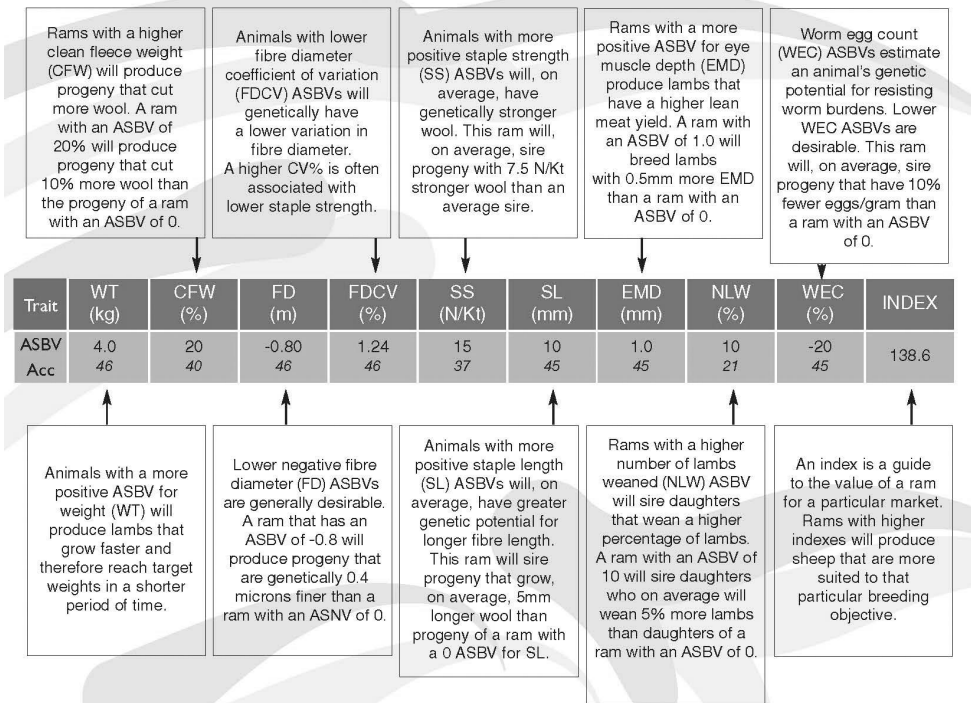 Rams with a higher
clean fleece weight
(CFW) will produce
progeny that cut
more wool. A ram
with an ASBV of
20% will produce
progeny that cut
10% more wool than
the progeny of a ram
with an ASBV of 0.
Animals with lower
fibre diameter
coefficient of variation
(FDCV) ASBVs will
genetically have
a lower variation in
fibre diameter.
A higher CV% is often
associated with
lower staple strength.
Animals with more
positive staple strength
(SS) ASBVs will, on
average, have
genetically stronger
wool. This ram will,
on average, sire
progeny with 7.5 N/Kt
stronger wool than an
average sire.
Rams with a more
positive ASBV for eye
muscle depth (EMD)
produce lambs that
have a higher lean
meat yield. A ram with
an ASBV of 1.0 will
breed lambs
with 0.5mm more EMD
than a ram with an
ASBV of 0.
Worm egg count
(WEC) ASBVs estimate
an animal's genetic
potential for resisting
worm burdens. Lower
WEC ASBVs are
desirable. This ram
will, on average, sire
progeny that have 10%
fewer eggs/gram than
a ram with an ASBV
of 0.
Trait WT CFW FD FDCV SS SL EMD NLW WEC INDEX
(kg) (%) (m) (%) (N/Kt) (mm) (mm) (%) (%)
ASBV 4.0 20 -0.80 1.24 15 10 1.0 10 -20 138.6
Acc 46 40 46 46 37 45 45 21 45
Animals with a more
positive ASBV for
weight (WT) will
produce lambs that
grow faster and
therefore reach target
weights in a shorter
period of time.
Lower negative fibre
diameter (FD) ASBVs
are generally desirable.
A ram that has an
ASBV of -0.8 will
produce progeny that
are genetically 0.4
microns finer than a
ram with an ASNV of 0.
Animals with more
positive staple length
(SL) ASBVs will, on
average, have greater
genetic potential for
longer fibre length.
This ram will sire
progeny that grow,
on average, 5mm
longer wool than
progeny of a ram with
a 0 ASBV for SL.
Rams with a higher
number of lambs
weaned (NLW) ASBV
will sire daughters
that wean a higher
percentage of lambs.
A ram with an ASBV of
10 will sire daughters
who on average will
wean 5% more lambs
than daughters of a
ram with an ASBV of 0.
An index is a guide
to the value of a ram
for a particular market.
Rams with higher
indexes will produce
sheep that are more
suited to that
particular breeding
objective.